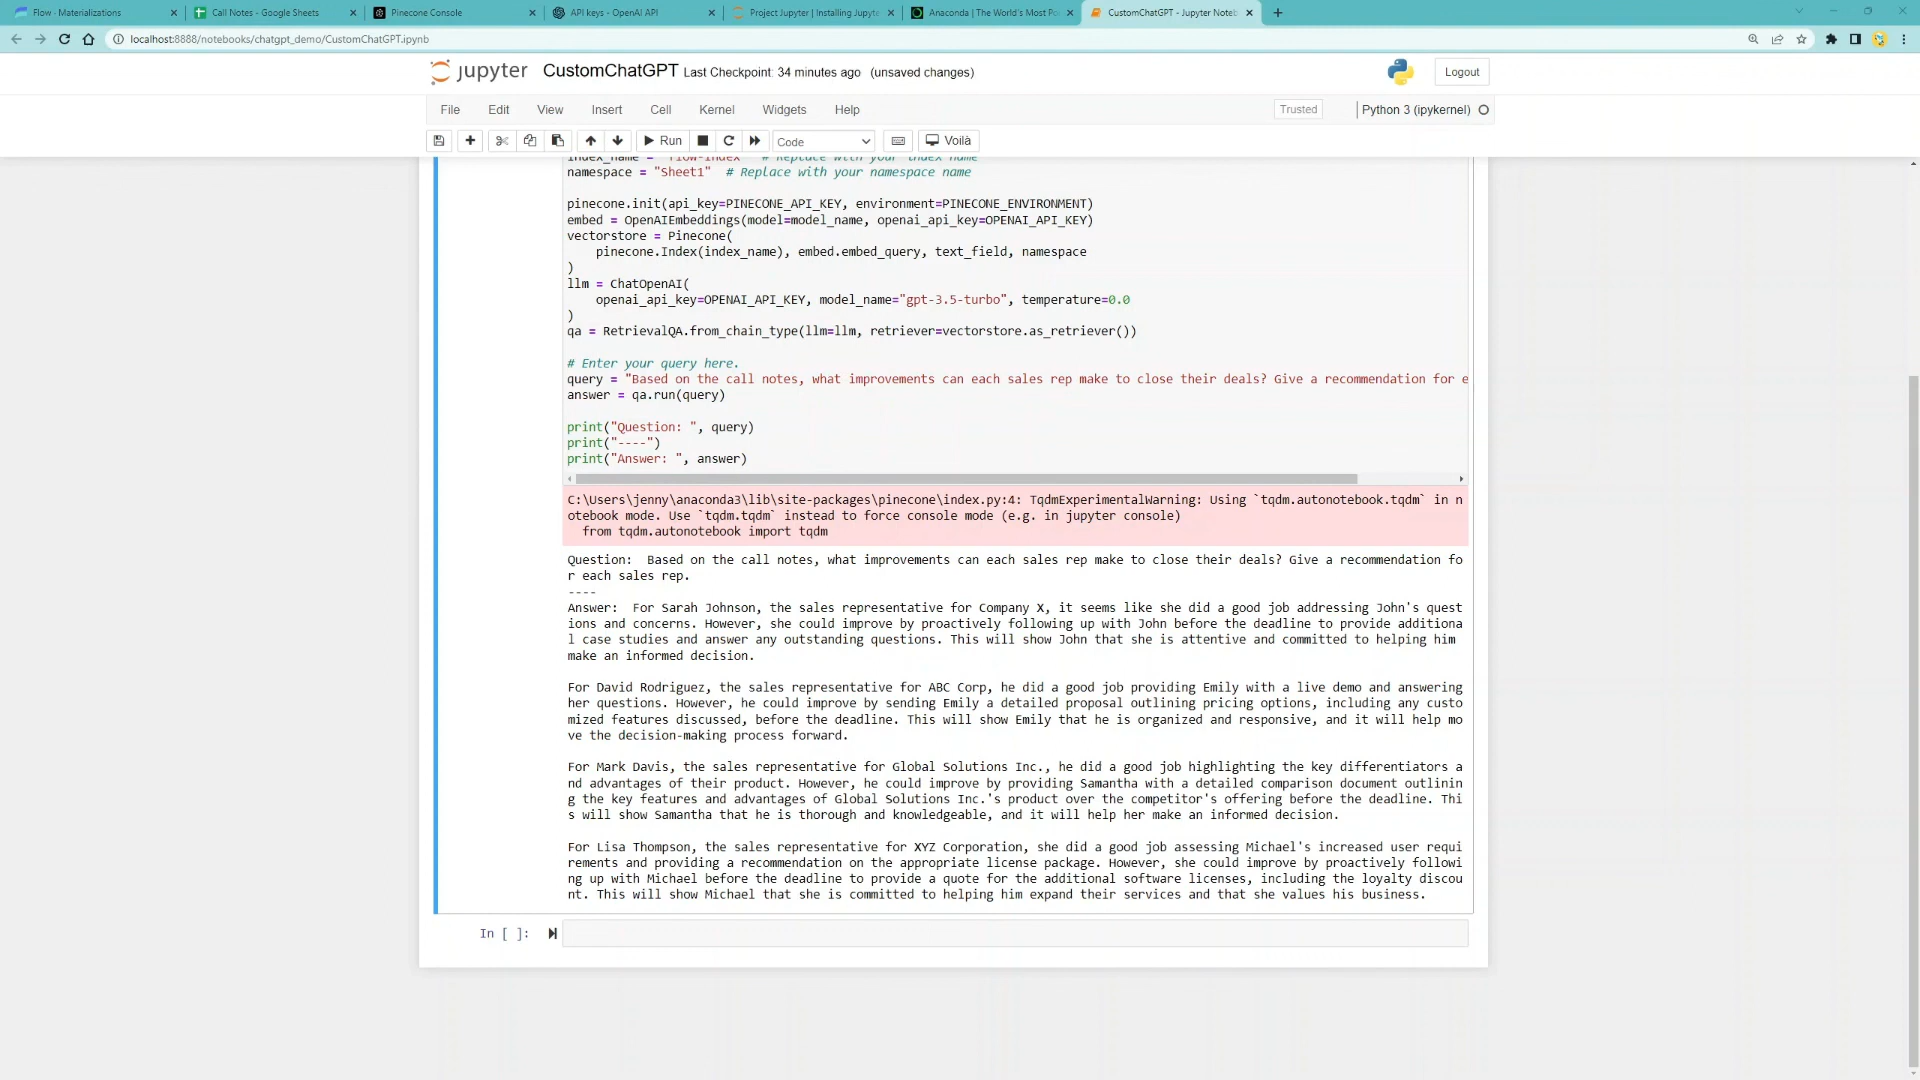 Flow - Materializations
Call Notes - Google Sheets
Pinecone Console
API keys - OpenAI API
Project Jupyter | Installing Jupyte
Anaconda | The World's Most Po
CustomChatGPT - Jupyter Noteb
localhost:8888/notebooks/chatgpt_demo/CustomChatGPT.ipynb
jupyter CustomChatGPT Last Checkpoint: 34 minutes ago (unsaved changes)
Logout
File Edit View Insert Cell Kernel Widgets Help
Trusted
Python 3 (ipykernel)
Run
Code
Voilà
index_name = "flow-index" # Replace with your index name
namespace = "Sheet1" # Replace with your namespace name
pinecone.init(api_key=PINECONE_API_KEY, environment=PINECONE_ENVIRONMENT)
embed = OpenAIEmbeddings(model=model_name, openai_api_key=OPENAI_API_KEY)
vectorstore = Pinecone(
pinecone.Index(index_name), embed.embed_query, text_field, namespace
)
llm = ChatOpenAI(
openai_api_key=OPENAI_API_KEY, model_name="gpt-3.5-turbo", temperature=0.0
)
qa = RetrievalQA.from_chain_type(llm=llm, retriever=vectorstore.as_retriever())
# Enter your query here.
query = "Based on the call notes, what improvements can each sales rep make to close their deals? Give a recommendation for e
answer = qa.run(query)
print("Question: ", query)
print("----")
print("Answer: ", answer)
C:\Users\jenny\anaconda3\lib\site-packages\pinecone\index.py:4: TqdmExperimentalWarning: Using `tqdm.autonotebook.tqdm` in n
otebook mode. Use `tqdm.tqdm` instead to force console mode (e.g. in jupyter console)
from tqdm.autonotebook import tqdm
Question:  Based on the call notes, what improvements can each sales rep make to close their deals? Give a recommendation fo
r each sales rep.
----
Answer:  For Sarah Johnson, the sales representative for Company X, it seems like she did a good job addressing John's quest
ions and concerns. However, she could improve by proactively following up with John before the deadline to provide additiona
l case studies and answer any outstanding questions. This will show John that she is attentive and committed to helping him
make an informed decision.
For David Rodriguez, the sales representative for ABC Corp, he did a good job providing Emily with a live demo and answering
her questions. However, he could improve by sending Emily a detailed proposal outlining pricing options, including any custo
mized features discussed, before the deadline. This will show Emily that he is organized and responsive, and it will help mo
ve the decision-making process forward.
For Mark Davis, the sales representative for Global Solutions Inc., he did a good job highlighting the key differentiators a
nd advantages of their product. However, he could improve by providing Samantha with a detailed comparison document outlinin
g the key features and advantages of Global Solutions Inc.'s product over the competitor's offering before the deadline. Thi
s will show Samantha that he is thorough and knowledgeable, and it will help her make an informed decision.
For Lisa Thompson, the sales representative for XYZ Corporation, she did a good job assessing Michael's increased user requi
rements and providing a recommendation on the appropriate license package. However, she could improve by proactively followi
ng up with Michael before the deadline to provide a quote for the additional software licenses, including the loyalty discou
nt. This will show Michael that she is committed to helping him expand their services and that she values his business.
In [ ]: